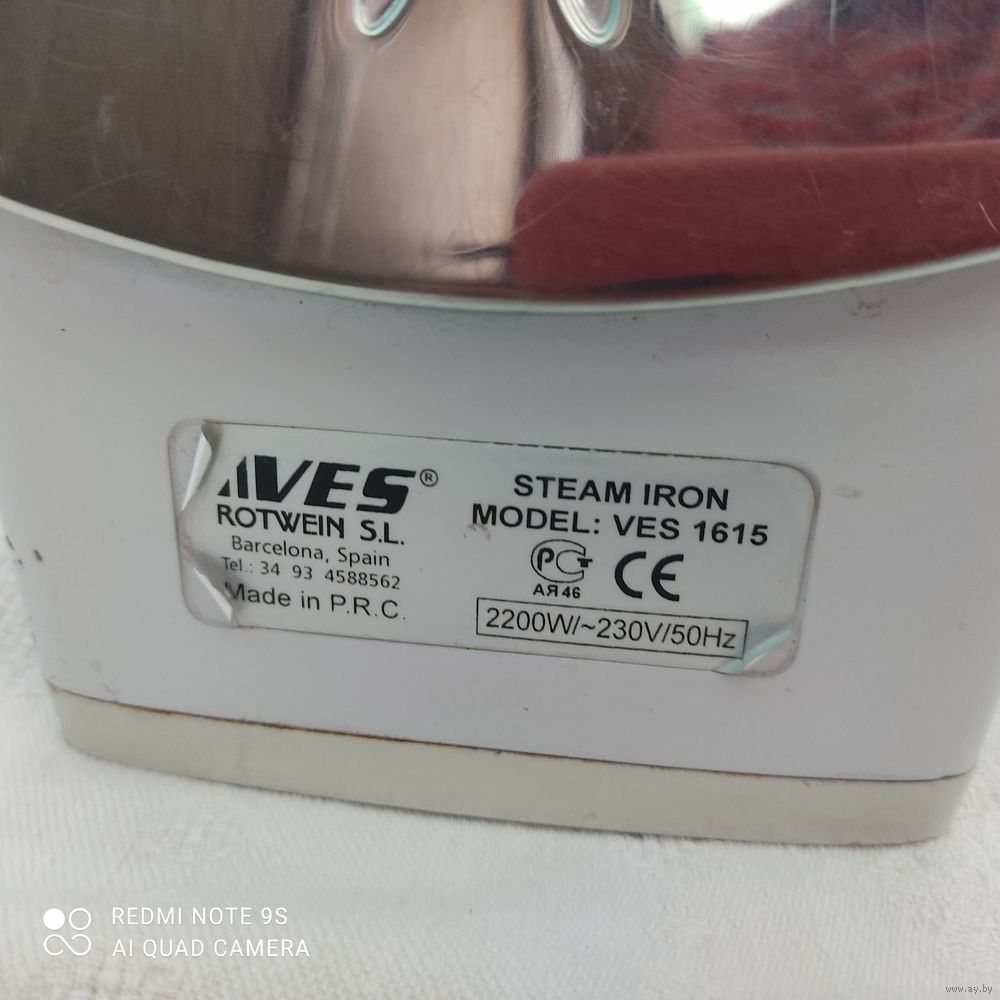 VES®
ROTWEIN S.L.
Barcelona, Spain
Tel.: 34 93 4588562
Made in P.R.C.
STEAM IRON
MODEL: VES 1615
АЯ46
CE
2200W/~230V/50Hz
REDMI NOTE 9S
AI QUAD CAMERA
www.ay.by